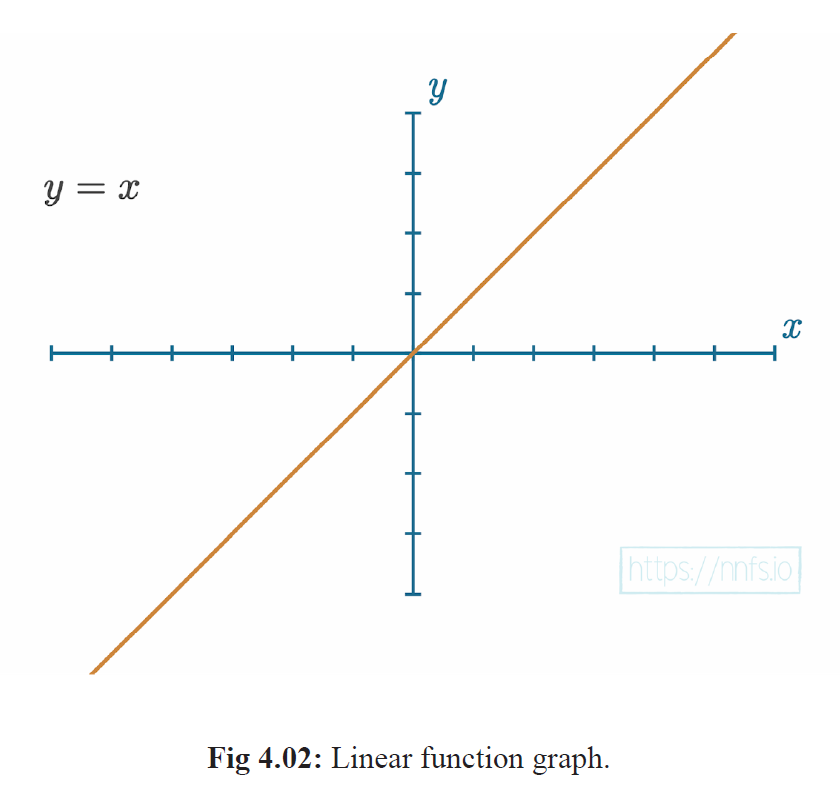 y
y = x
x
https://nnfs.io
Fig 4.02: Linear function graph.